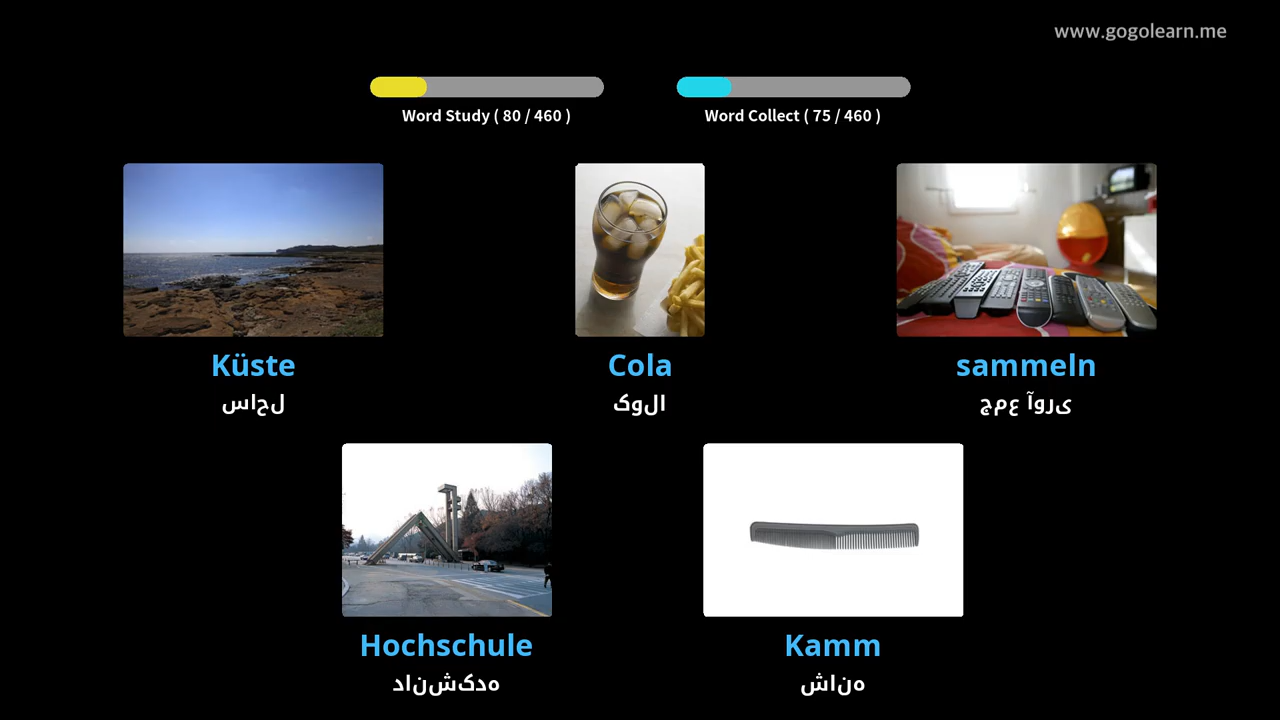 www.gogolearn.me
Word Study ( 80 / 460 )
Word Collect ( 75 / 460 )
Küste
لحاس
Cola
الوک
sammeln
یروآ عمج
Hochschule
هدکشناد
Kamm
هناش